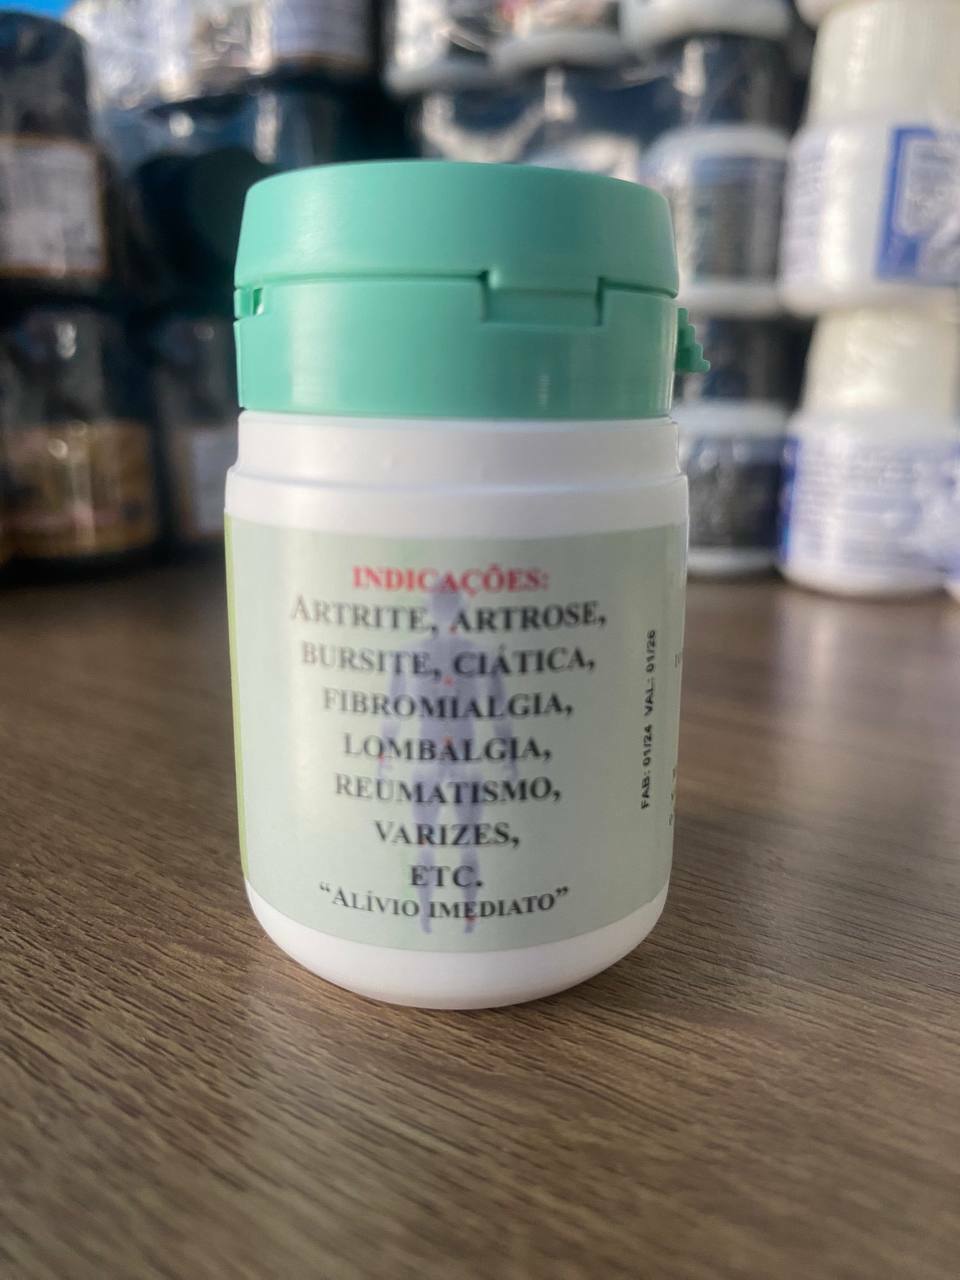 INDICAÇÕES:
ARTRITE, ARTROSE,
BURSITE, CIÁTICA,
FIBROMIALGIA,
LOMBALGIA,
REUMATISMO,
VARIZES,
ETC.
“ALÍVIO IMEDIATO”
FAB: 01/24 VAL: 01/26